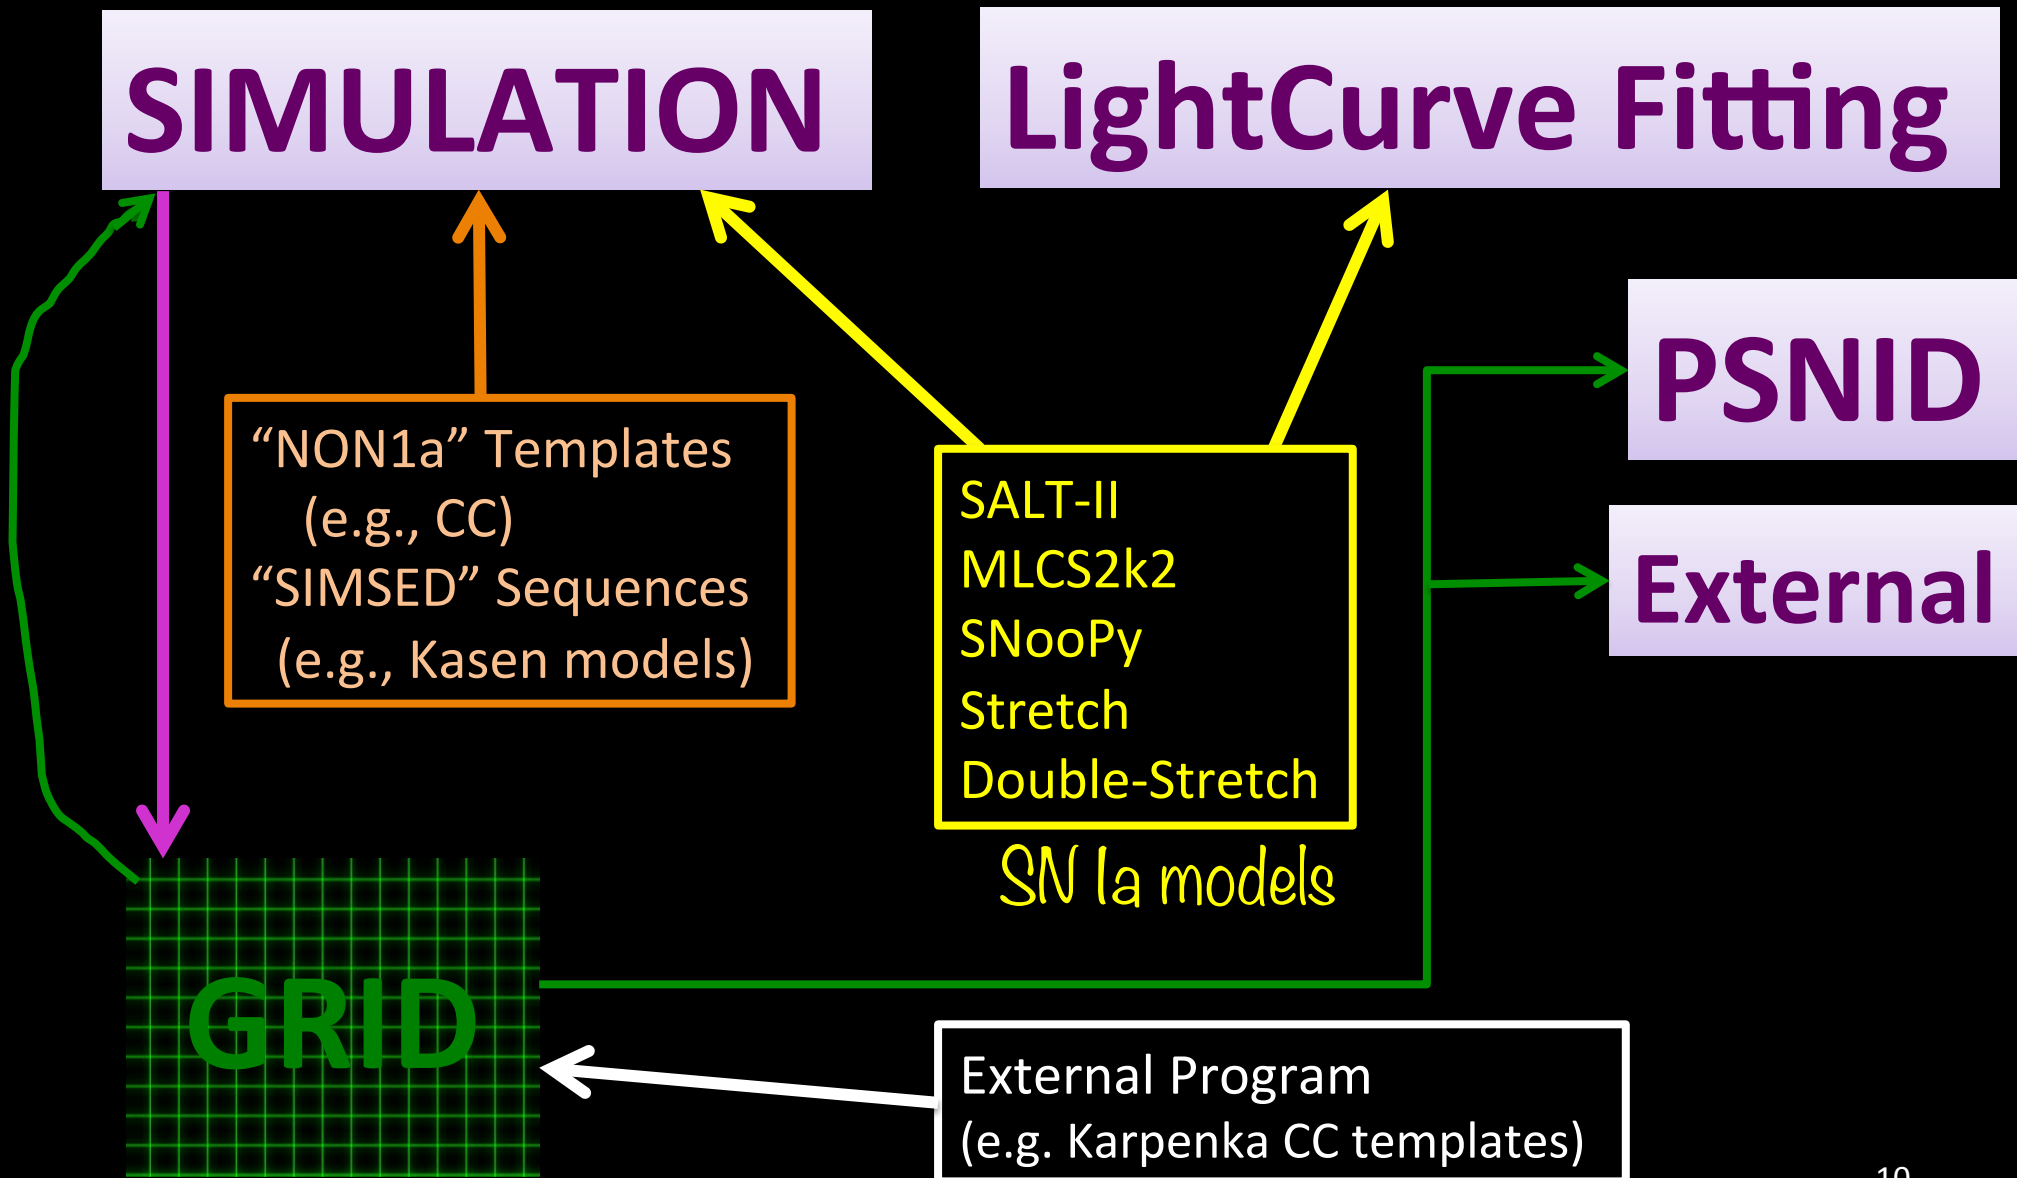 SIMULATION
LightCurve Fitting
PSNID
External
“NON1a” Templates
(e.g., CC)
“SIMSED” Sequences
(e.g., Kasen models)
SALT-II
MLCS2k2
SNooPy
Stretch
Double-Stretch
SN Ia models
GRID
External Program
(e.g. Karpenka CC templates)
10